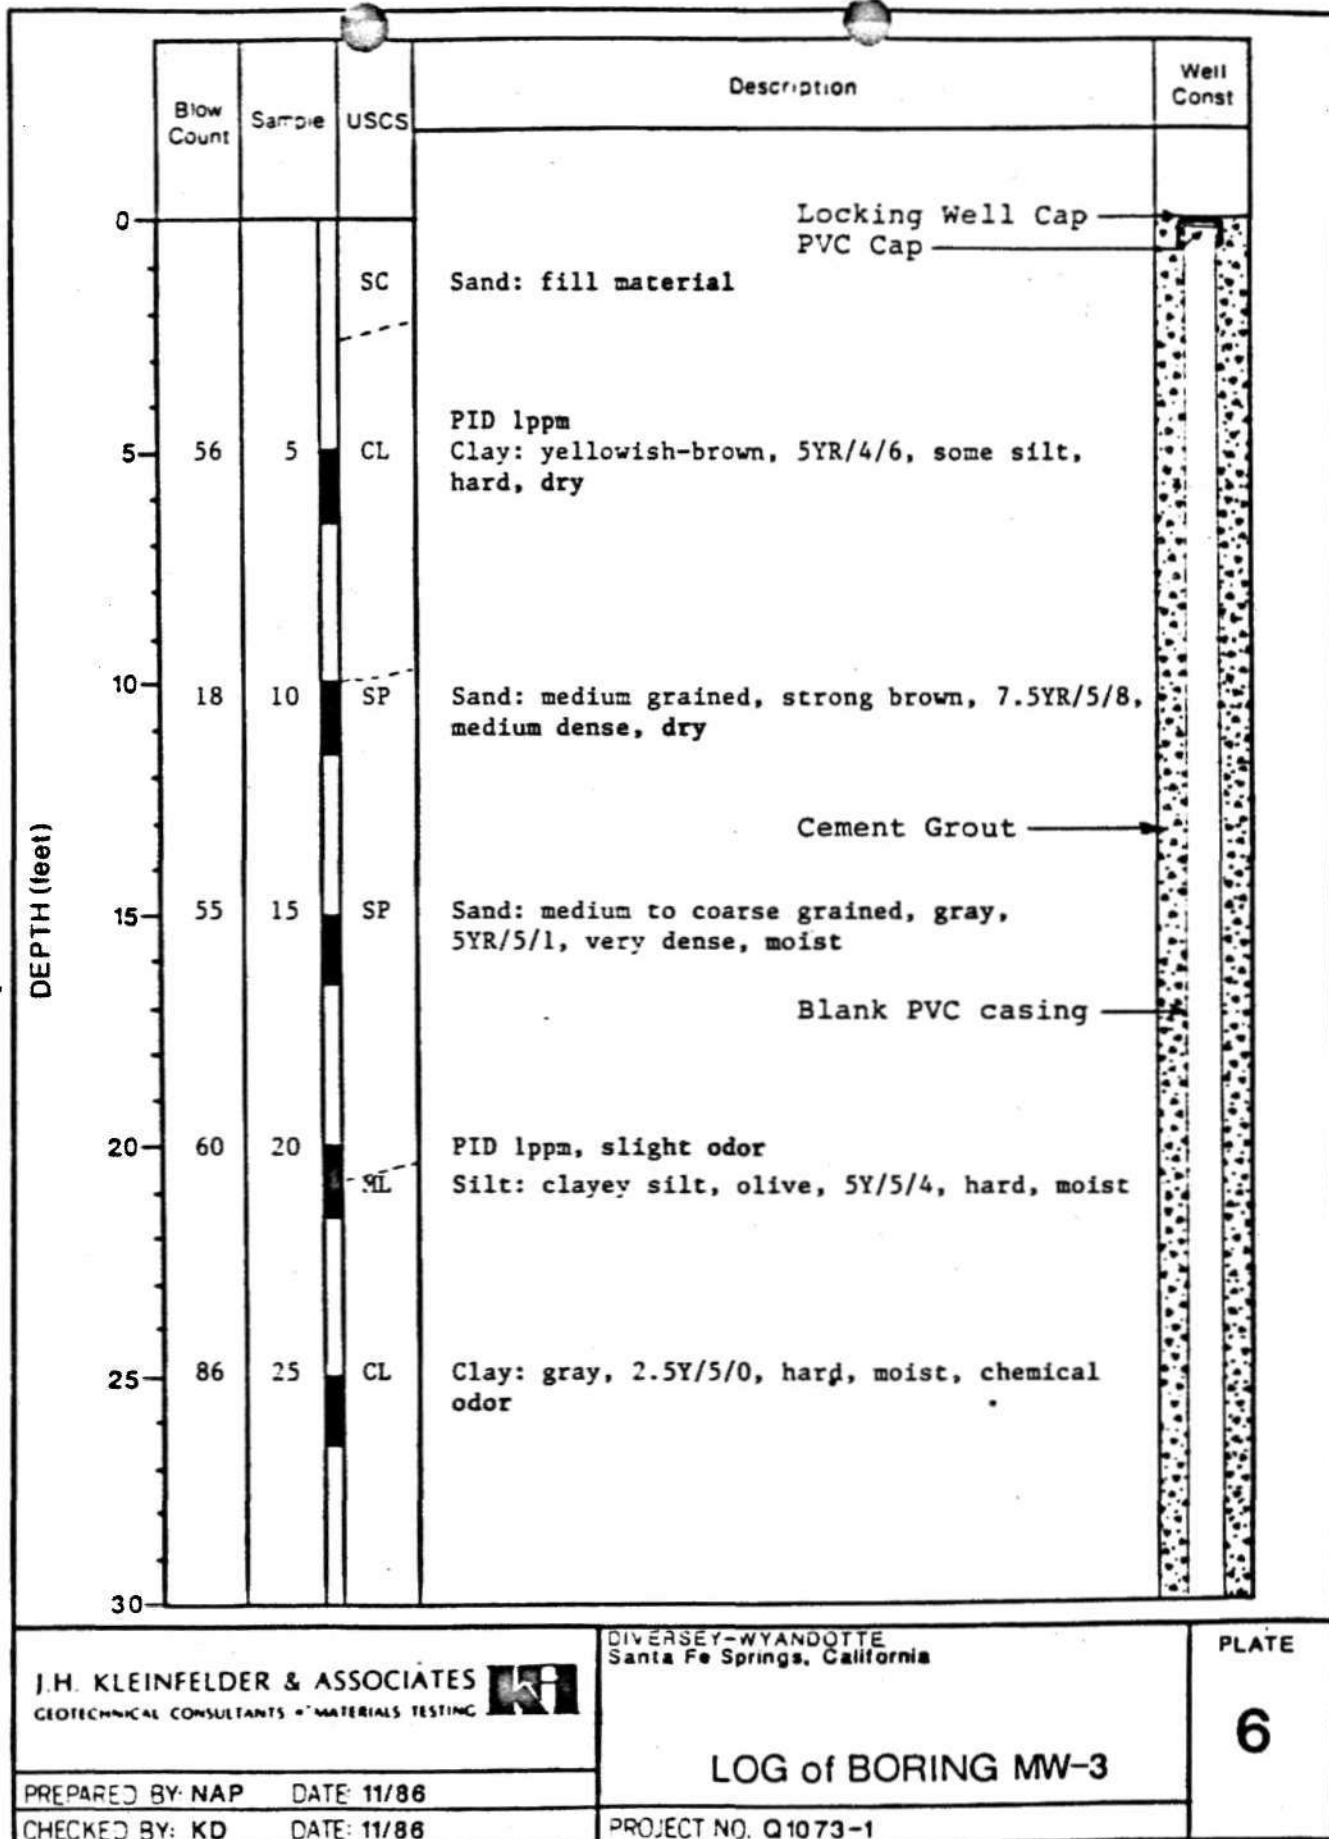 Blow Count
Sample
USCS
Description
Well Const
Locking Well Cap
0
PVC Cap
SC Sand: fill material
PID 1ppm
5 56 5 CL Clay: yellowish-brown, 5YR/4/6, some silt,
hard, dry
10 18 10 SP Sand: medium grained, strong brown, 7.5YR/5/8,
medium dense, dry
Cement Grout
DEPTH (feet)
15 55 15 SP Sand: medium to coarse grained, gray,
5YR/5/1, very dense, moist
Blank PVC casing
20 60 20 PID 1ppm, slight odor
ML Silt: clayey silt, olive, 5Y/5/4, hard, moist
25 86 25 CL Clay: gray, 2.5Y/5/0, hard, moist, chemical
odor
30
J.H. KLEINFELDER & ASSOCIATES
GEOTECHNICAL CONSULTANTS • MATERIALS TESTING
PREPARED BY: NAP DATE: 11/86
CHECKED BY: KD DATE: 11/86
DIVERSEY-WYANDOTTE
Santa Fe Springs, California
LOG of BORING MW-3
PROJECT NO. Q1073-1
PLATE
6